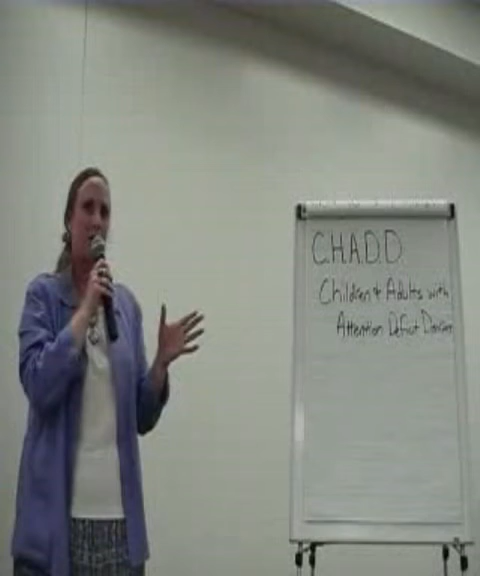 C.H.A.D.D.
Children & Adults with
Attention Deficit Disorder